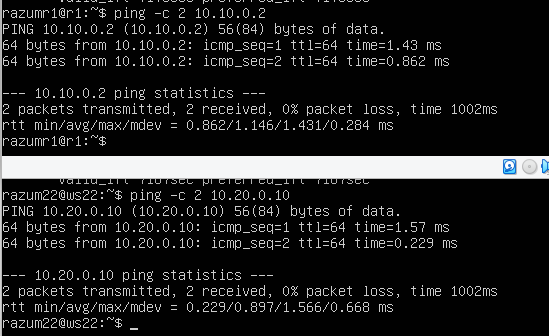 razumr1@r1:~$ ping -c 2 10.10.0.2
PING 10.10.0.2 (10.10.0.2) 56(84) bytes of data.
64 bytes from 10.10.0.2: icmp_seq=1 ttl=64 time=1.43 ms
64 bytes from 10.10.0.2: icmp_seq=2 ttl=64 time=0.862 ms
--- 10.10.0.2 ping statistics ---
2 packets transmitted, 2 received, 0% packet loss, time 1002ms
rtt min/avg/max/mdev = 0.862/1.146/1.431/0.284 ms
razumr1@r1:~$
valid_lft 7107sec preferred_lft 7107sec
razum22@ws22:~$ ping -c 2 10.20.0.10
PING 10.20.0.10 (10.20.0.10) 56(84) bytes of data.
64 bytes from 10.20.0.10: icmp_seq=1 ttl=64 time=1.57 ms
64 bytes from 10.20.0.10: icmp_seq=2 ttl=64 time=0.229 ms
--- 10.20.0.10 ping statistics ---
2 packets transmitted, 2 received, 0% packet loss, time 1002ms
rtt min/avg/max/mdev = 0.229/0.897/1.566/0.668 ms
razum22@ws22:~$ _